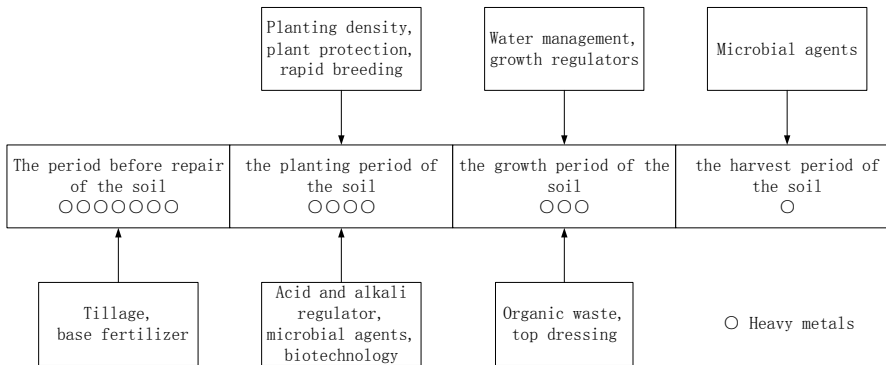 Planting density,
plant protection,
rapid breeding
Water management,
growth regulators
Microbial agents
The period before repair
of the soil
the planting period of
the soil
the growth period of the
soil
the harvest period of
the soil
Tillage,
base fertilizer
Acid and alkali
regulator,
microbial agents,
biotechnology
Organic waste,
top dressing
Heavy metals